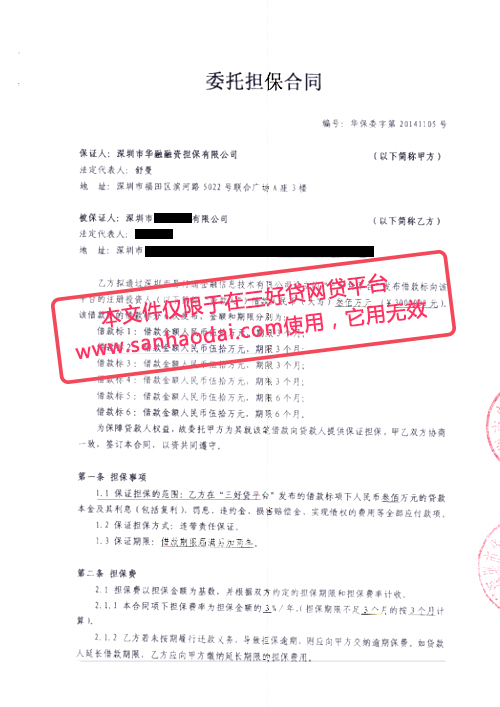 委托担保合同
编号：华保委字第 20141105 号
保证人：深圳市华融融资担保有限公司 （以下简称甲方）
法定代表人：舒曼
地 址：深圳市福田区滨河路 5022 号联合广场 A 座 3 楼
被保证人：深圳市 有限公司 （以下简称乙方）
法定代表人：
地 址：深圳市
乙方拟通过深圳市 金融信息技术有限公司 发布借款标向该
平台的注册投资人（以下 叁佰万元
该借款 金额和期限分别为：
本文件仅限于在三好贷网贷平台
www.sanhaodai.com使用，它用无效
借款标1：借款金额人民币伍拾万元，期限3个月；
借款标2：借款金额人民币伍拾万元，期限3个月；
借款标3：借款金额人民币伍拾万元，期限3个月；
借款标4：借款金额人民币伍拾万元，期限3个月；
借款标5：借款金额人民币伍拾万元，期限6个月；
借款标6：借款金额人民币伍拾万元，期限6个月。
为保障贷款人权益，故委托甲方为其就该笔借款向贷款人提供保证担保，甲乙双方协商
一致，签订本合同，以资共同遵守。
第一条 担保事项
1.1 保证担保的范围：乙方在“三好贷平台”发布的借款标项下人民币叁佰万元的贷款
本金及其利息（包括复利）、罚息、违约金、损害赔偿金、实现债权的费用等全部应付款项。
1.2 保证担保方式：连带责任保证。
1.3 保证期限：借款期限届满另加两年。
第二条 担保费
2.1 担保费以担保金额为基数，并根据双方约定的担保期限和担保费率计收。
2.1.1 本合同项下担保费率为担保金额的 3%/年，（担保期限不足 3 个月的按 3 个月计
算）。
2.1.2 乙方若未按期履行还款义务，导致担保逾期，则应向甲方交纳逾期保费。如贷款
人延长借款期限，乙方应向甲方缴纳延长期限的担保费用。